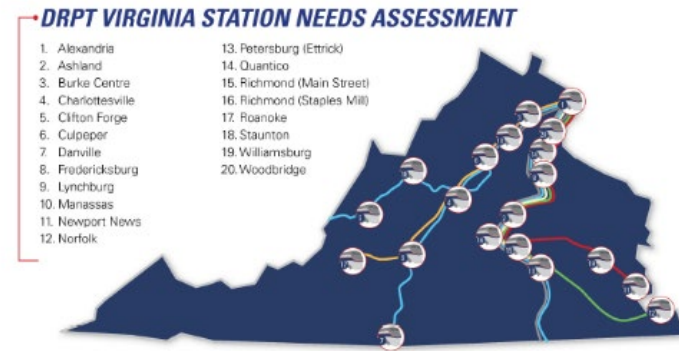 DRPT VIRGINIA STATION NEEDS ASSESSMENT
1. Alexandria
2. Ashland
3. Burke Centre
4. Charlottesville
5. Clifton Forge
6. Culpeper
7. Danville
8. Fredericksburg
9. Lynchburg
10. Manassas
11. Newport News
12. Norfolk
13. Petersburg (Ettrick)
14. Quantico
15. Richmond (Main Street)
16. Richmond (Staples Mill)
17. Roanoke
18. Staunton
19. Williamsburg
20. Woodbridge